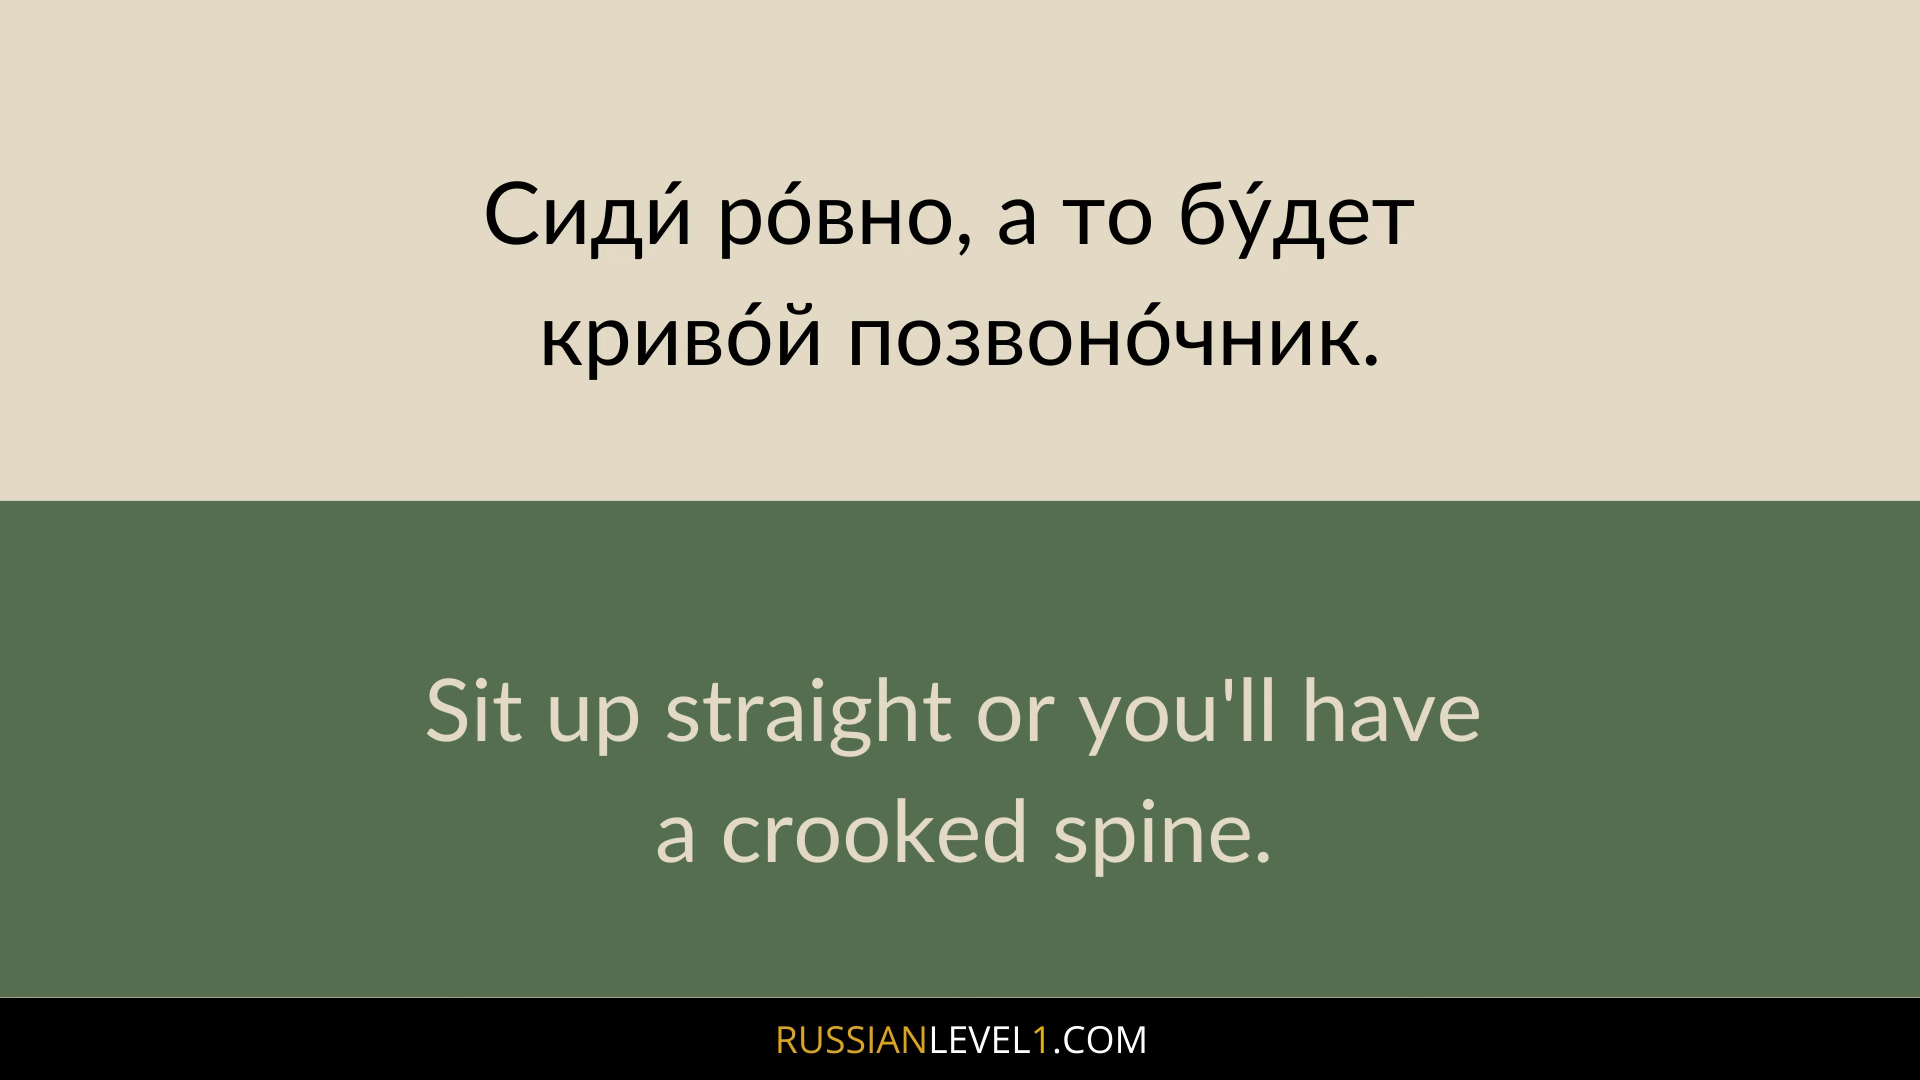 Сиди́ ро́вно, а то бу́дет
криво́й позвоно́чник.
Sit up straight or you'll have
a crooked spine.
RUSSIANLEVEL1.COM